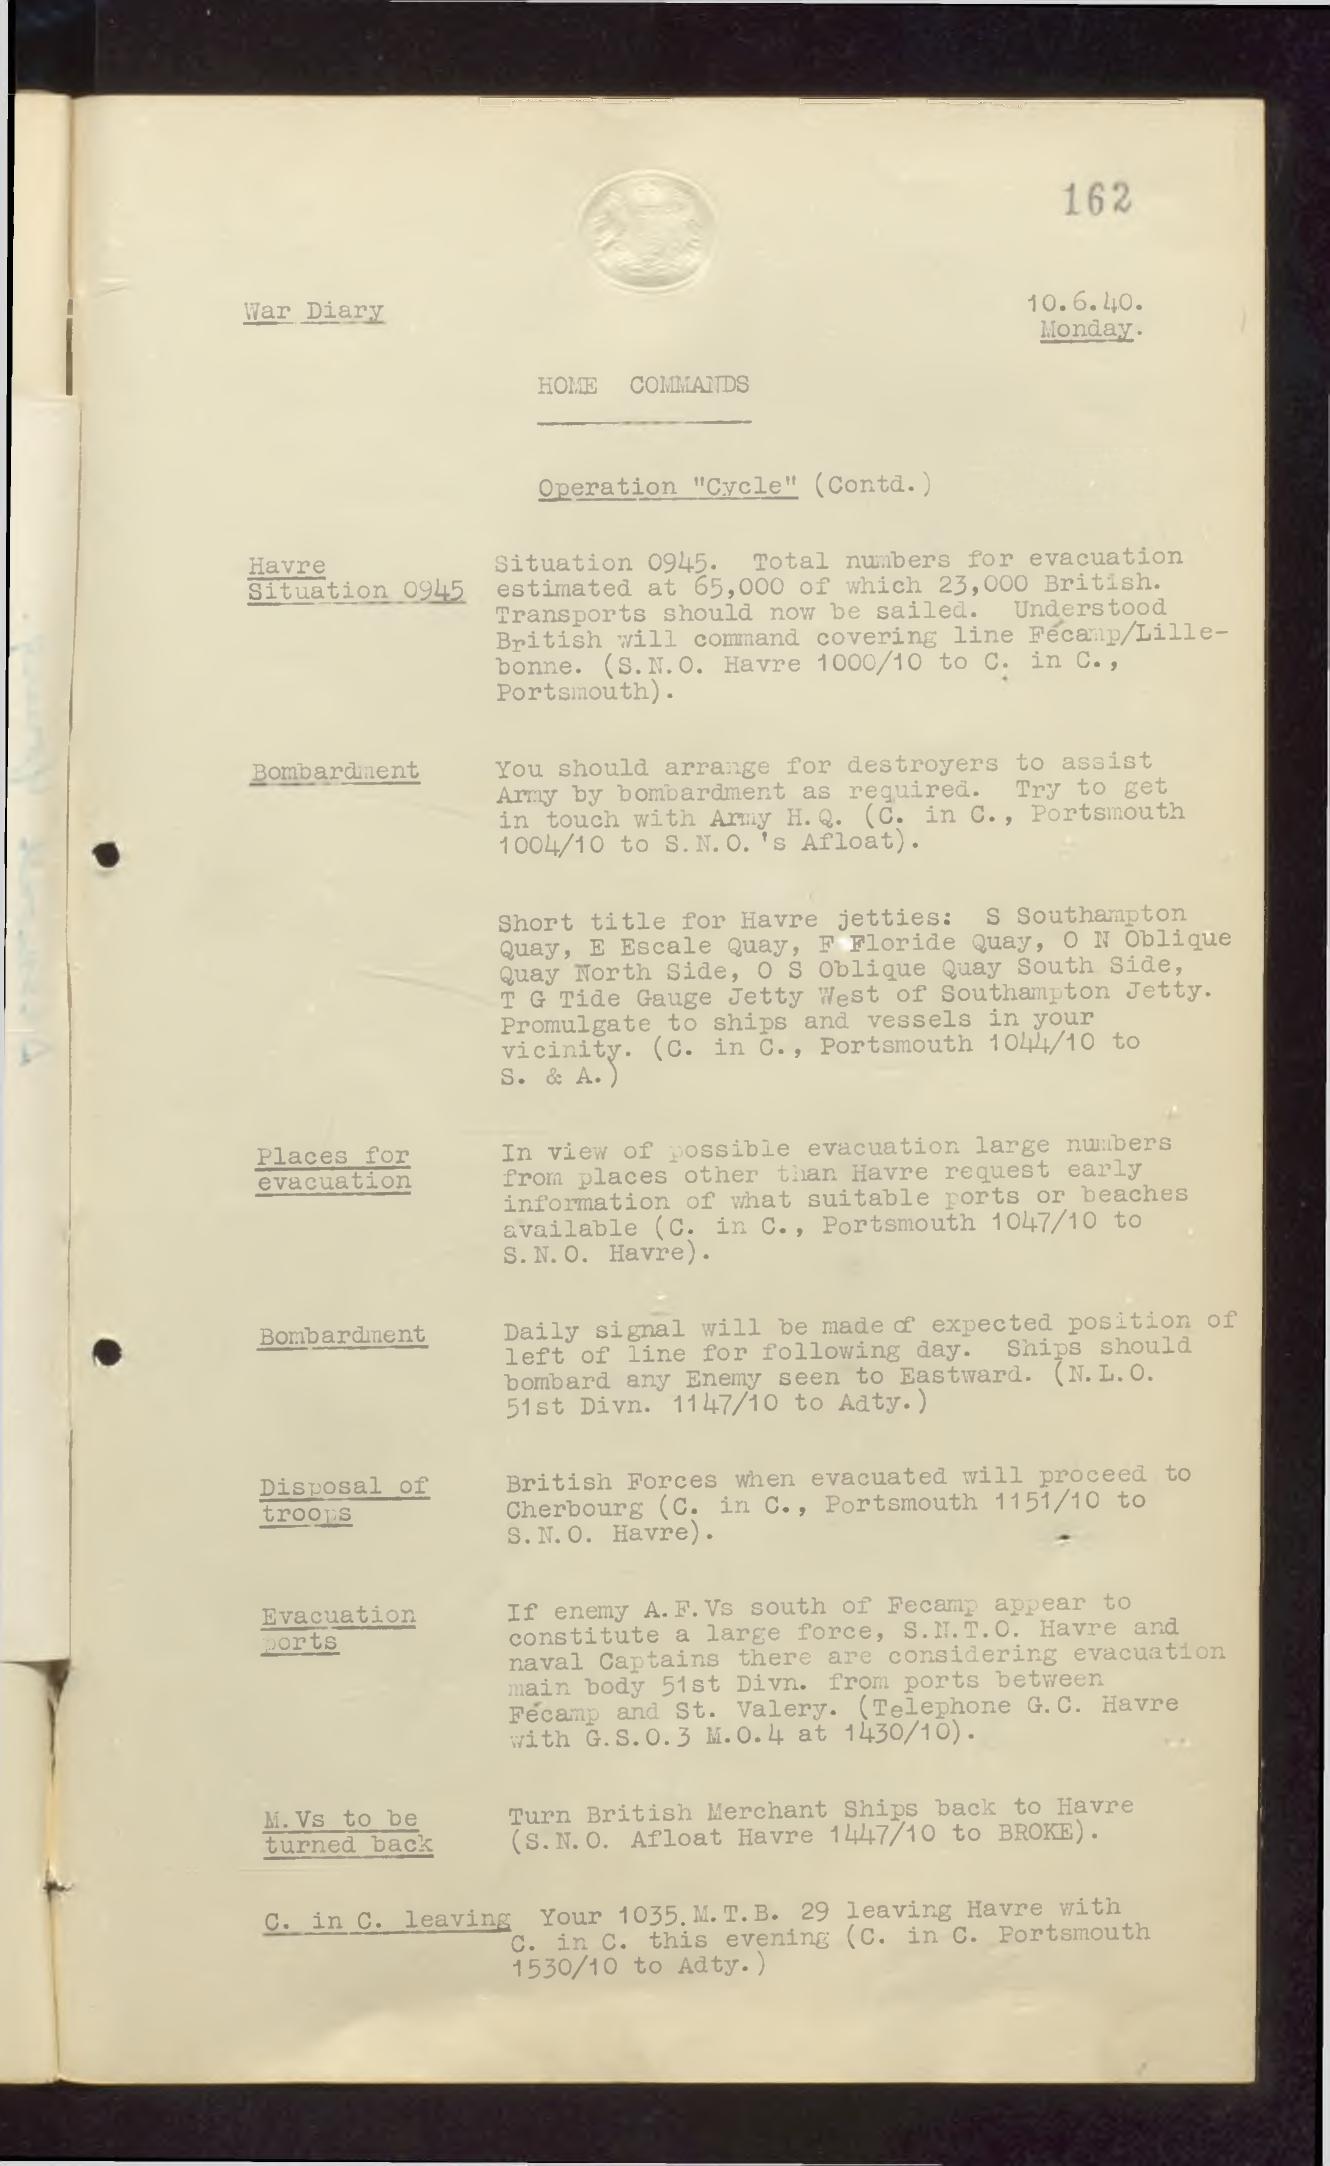 162
War Diary
10.6.40.
Monday.
HOME COMMANDS
Operation "Cycle" (Contd.)
Havre
Situation 0945
Situation 0945. Total numbers for evacuation
estimated at 65,000 of which 23,000 British.
Transports should now be sailed. Understood
British will command covering line Fécamp/Lille-
bonne. (S.N.O. Havre 1000/10 to C. in C.,
Portsmouth).
Bombardment
You should arrange for destroyers to assist
Army by bombardment as required. Try to get
in touch with Army H.Q. (C. in C., Portsmouth
1004/10 to S.N.O.'s Afloat).
Short title for Havre jetties: S Southampton
Quay, E Escale Quay, F Floride Quay, O N Oblique
Quay North Side, O S Oblique Quay South Side,
T G Tide Gauge Jetty West of Southampton Jetty.
Promulgate to ships and vessels in your
vicinity. (C. in C., Portsmouth 1044/10 to
S. & A.)
Places for
evacuation
In view of possible evacuation large numbers
from places other than Havre request early
information of what suitable ports or beaches
available (C. in C., Portsmouth 1047/10 to
S.N.O. Havre).
Bombardment
Daily signal will be made of expected position of
left of line for following day. Ships should
bombard any Enemy seen to Eastward. (N.L.O.
51st Divn. 1147/10 to Adty.)
Disposal of
troops
British Forces when evacuated will proceed to
Cherbourg (C. in C., Portsmouth 1151/10 to
S.N.O. Havre).
Evacuation
ports
If enemy A.F.Vs south of Fecamp appear to
constitute a large force, S.N.T.O. Havre and
naval Captains there are considering evacuation
main body 51st Divn. from ports between
Fécamp and St. Valery. (Telephone G.C. Havre
with G.S.O.3 M.O.4 at 1430/10).
M.Vs to be
turned back
Turn British Merchant Ships back to Havre
(S.N.O. Afloat Havre 1447/10 to BROKE).
C. in C. leaving Your 1035. M.T.B. 29 leaving Havre with
C. in C. this evening (C. in C. Portsmouth
1530/10 to Adty.)